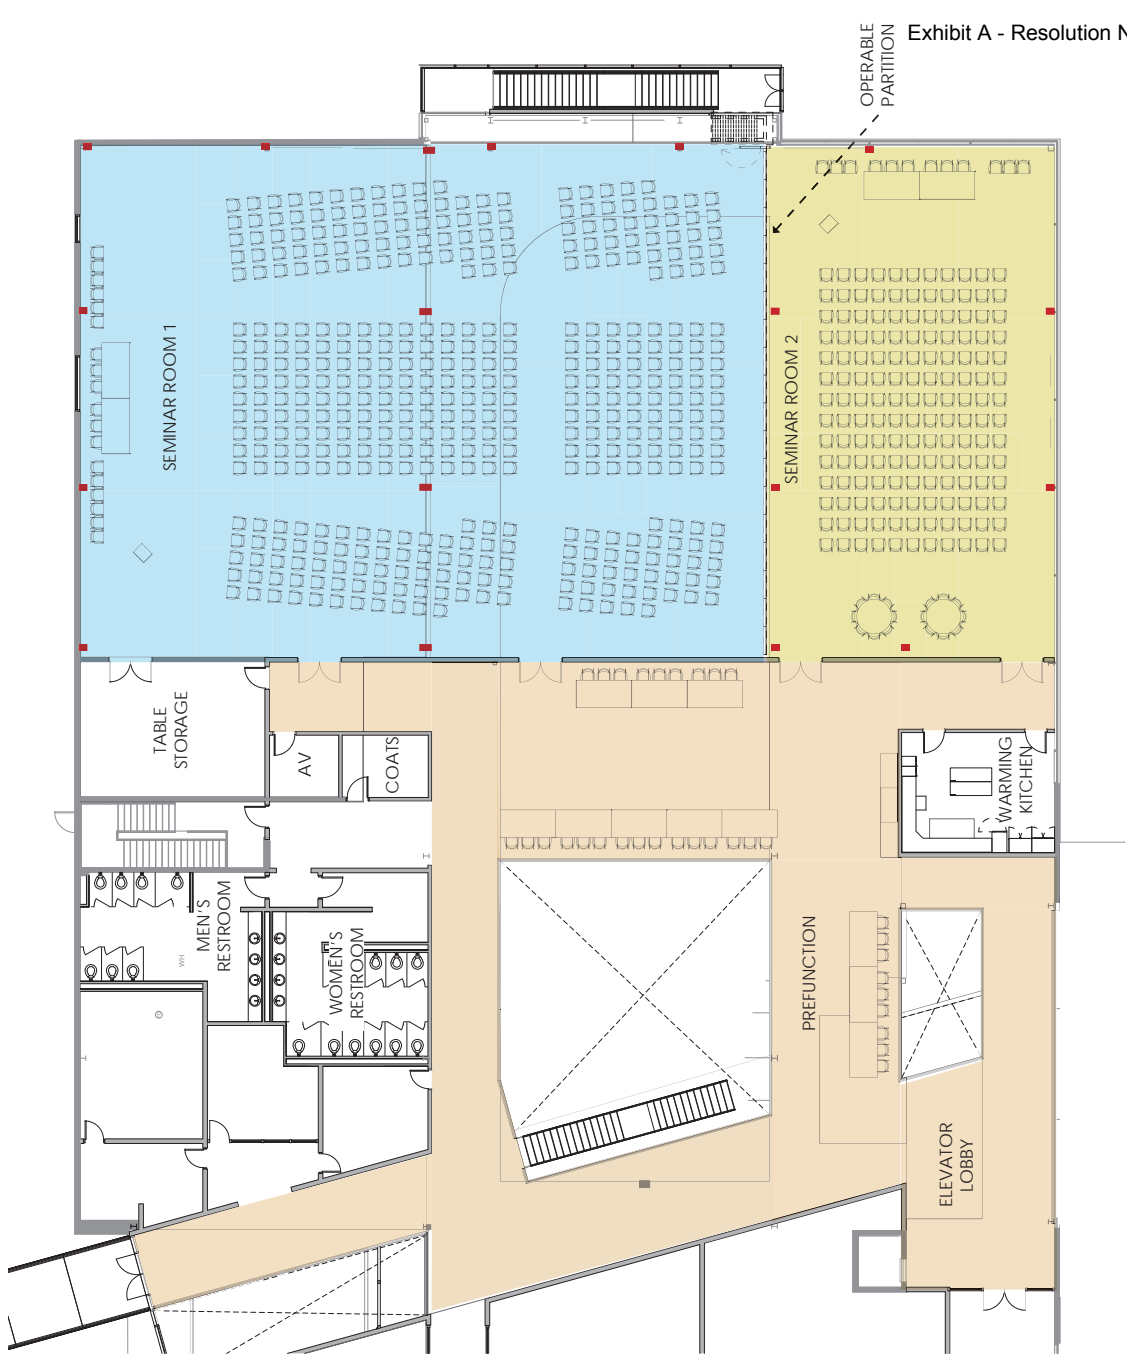 Exhibit A - Resolution N
OPERABLE
PARTITION
SEMINAR ROOM 1
SEMINAR ROOM 2
TABLE
STORAGE
AV
COATS
WARMING
KITCHEN
MEN'S
RESTROOM
WH
WOMEN'S
RESTROOM
PREFUNCTION
ELEVATOR
LOBBY